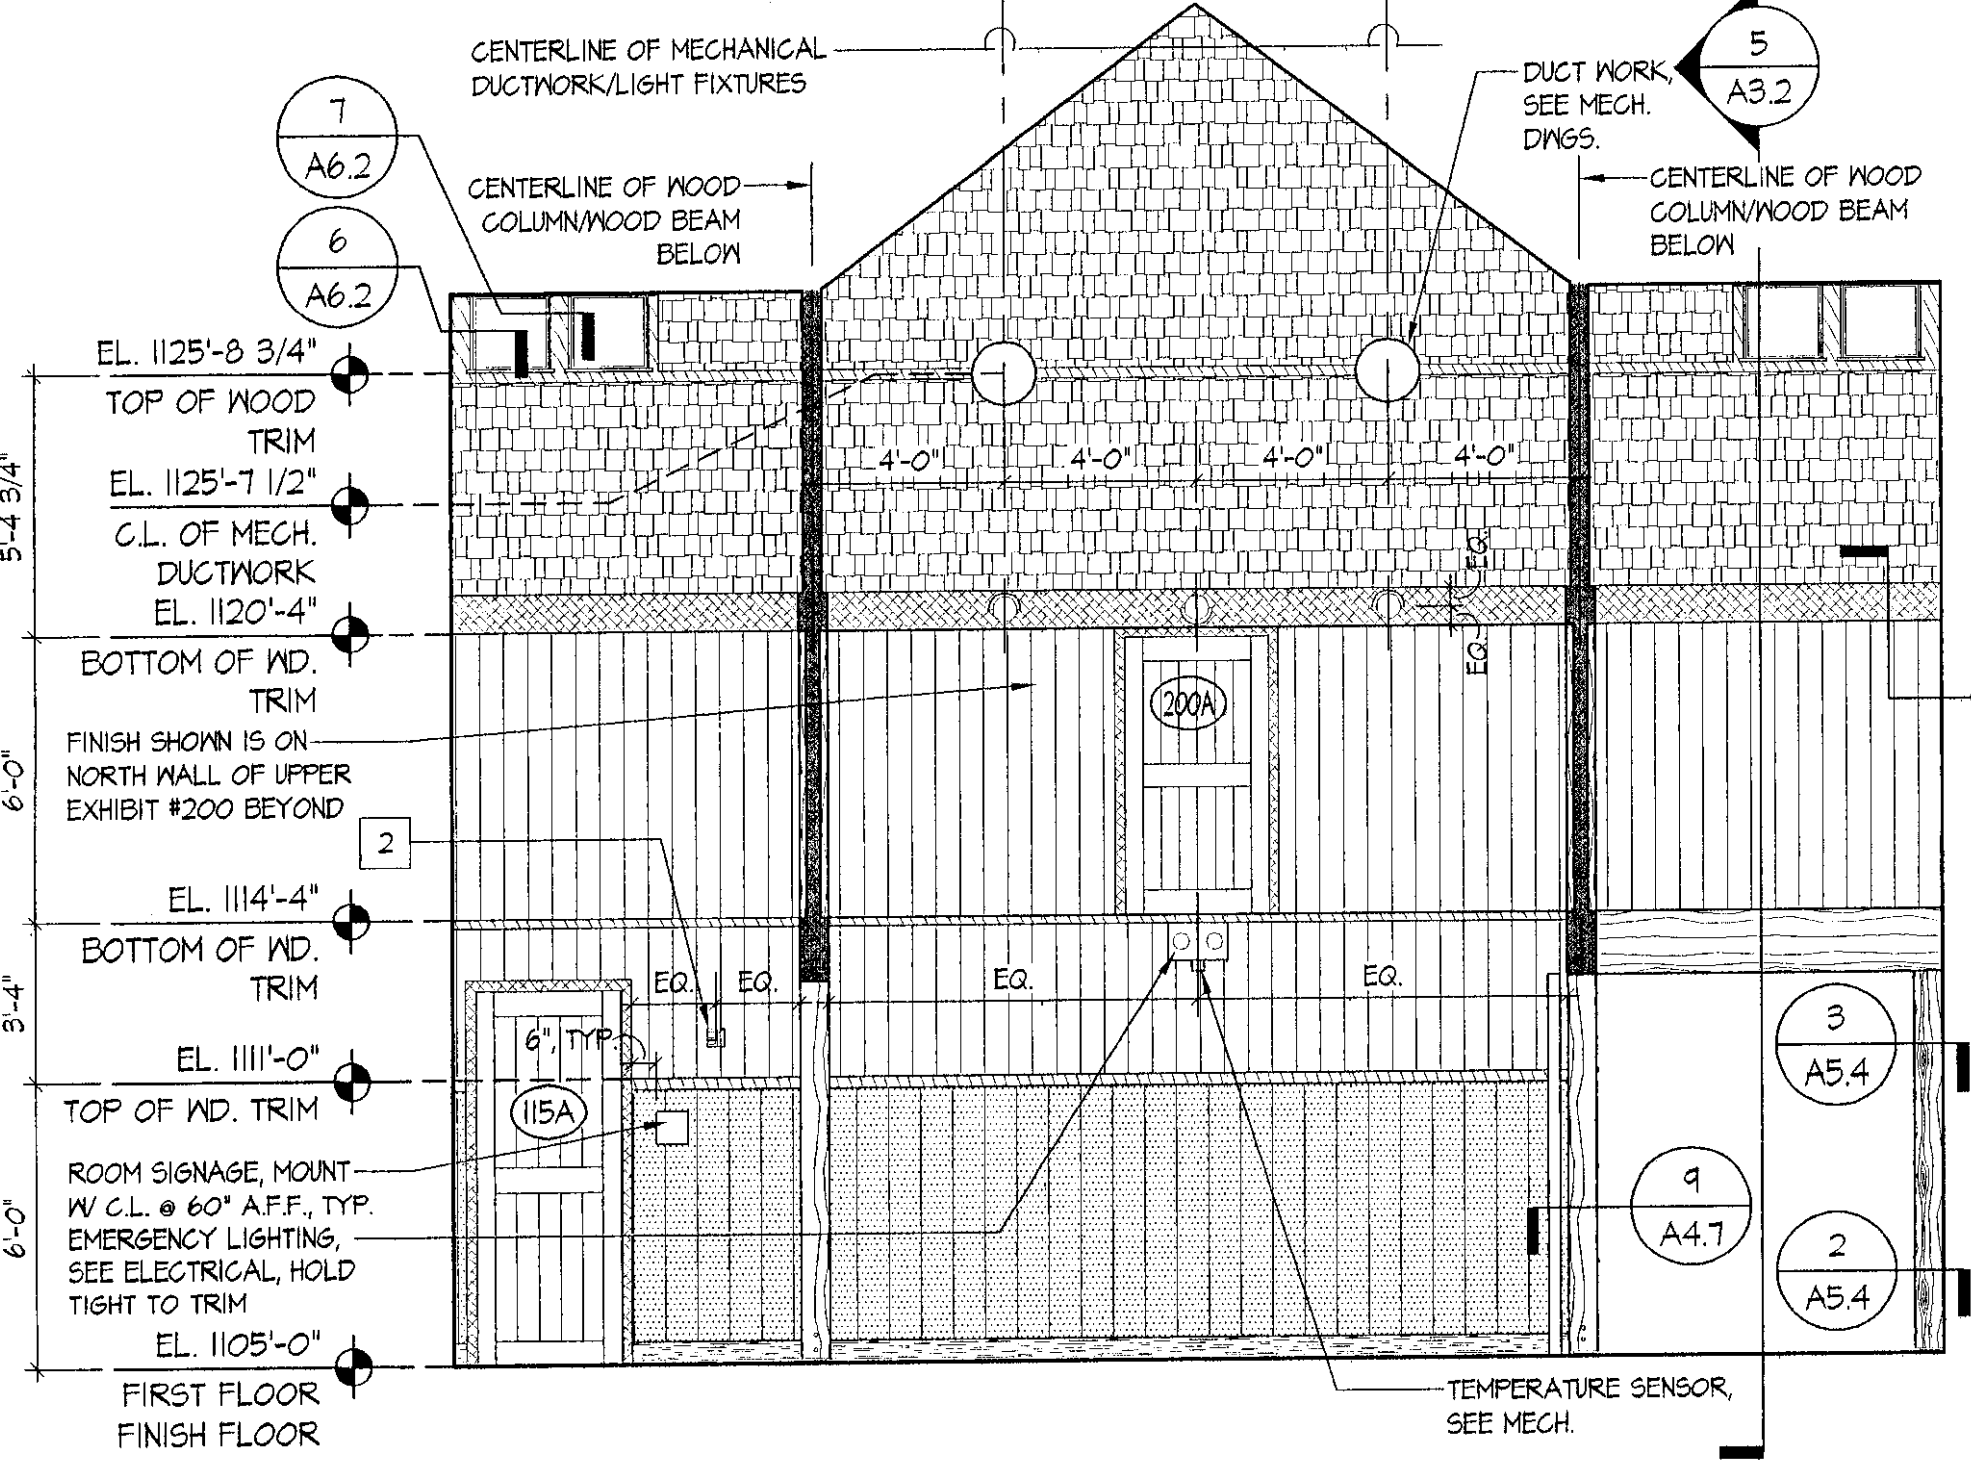 CENTERLINE OF MECHANICAL
DUCTWORK/LIGHT FIXTURES
7
A6.2
6
A6.2
CENTERLINE OF WOOD
COLUMN/WOOD BEAM
BELOW
DUCT WORK,
SEE MECH.
DWGS.
5
A3.2
CENTERLINE OF WOOD
COLUMN/WOOD BEAM
BELOW
EL. 1125'-8 3/4"
TOP OF WOOD
TRIM
5'-4 3/4"
EL. 1125'-7 1/2"
C.L. OF MECH.
DUCTWORK
4'-0"
4'-0"
4'-0"
4'-0"
EQ.
EQ.
EL. 1120'-4"
BOTTOM OF WD.
TRIM
200A
FINISH SHOWN IS ON
NORTH WALL OF UPPER
EXHIBIT #200 BEYOND
6'-0"
2
EL. 1114'-4"
BOTTOM OF WD.
TRIM
3'-4"
EQ.
EQ.
EQ.
EQ.
6", TYP.
EL. 1111'-0"
TOP OF WD. TRIM
115A
3
A5.4
ROOM SIGNAGE, MOUNT
W/ C.L. @ 60" A.F.F., TYP.
EMERGENCY LIGHTING,
SEE ELECTRICAL, HOLD
TIGHT TO TRIM
6'-0"
9
A4.7
2
A5.4
EL. 1105'-0"
FIRST FLOOR
FINISH FLOOR
TEMPERATURE SENSOR,
SEE MECH.